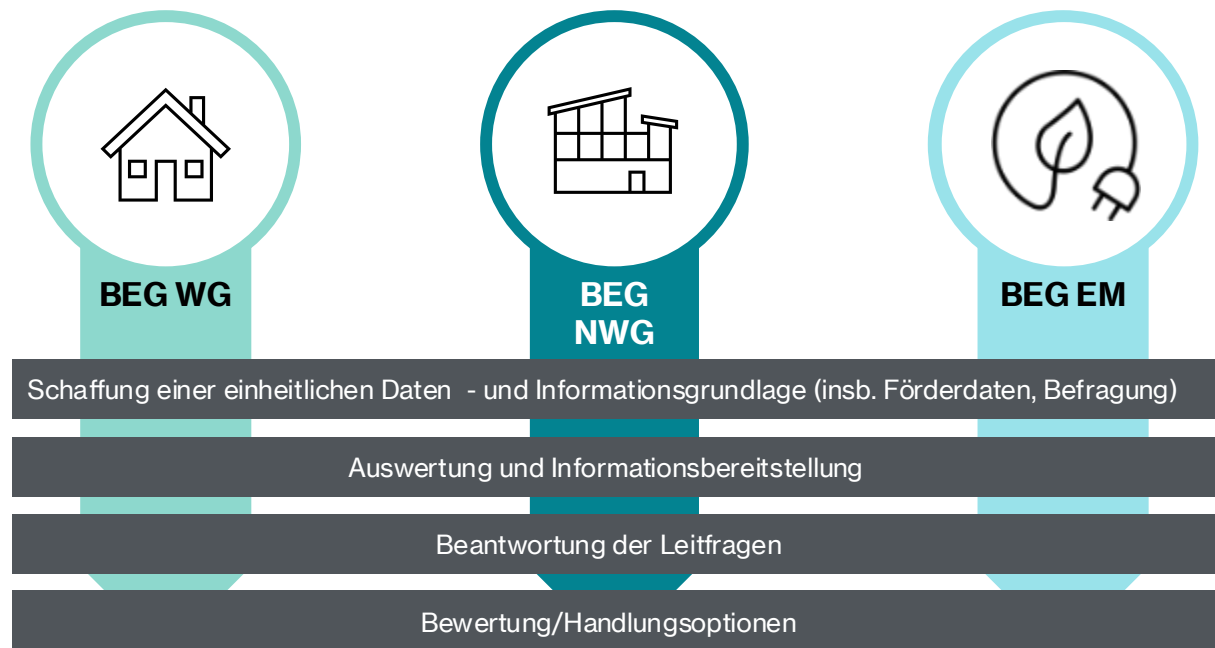 BEG WG
BEG
NWG
BEG EM
Schaffung einer einheitlichen Daten - und Informationsgrundlage (insb. Förderdaten, Befragung)
Auswertung und Informationsbereitstellung
Beantwortung der Leitfragen
Bewertung/Handlungsoptionen